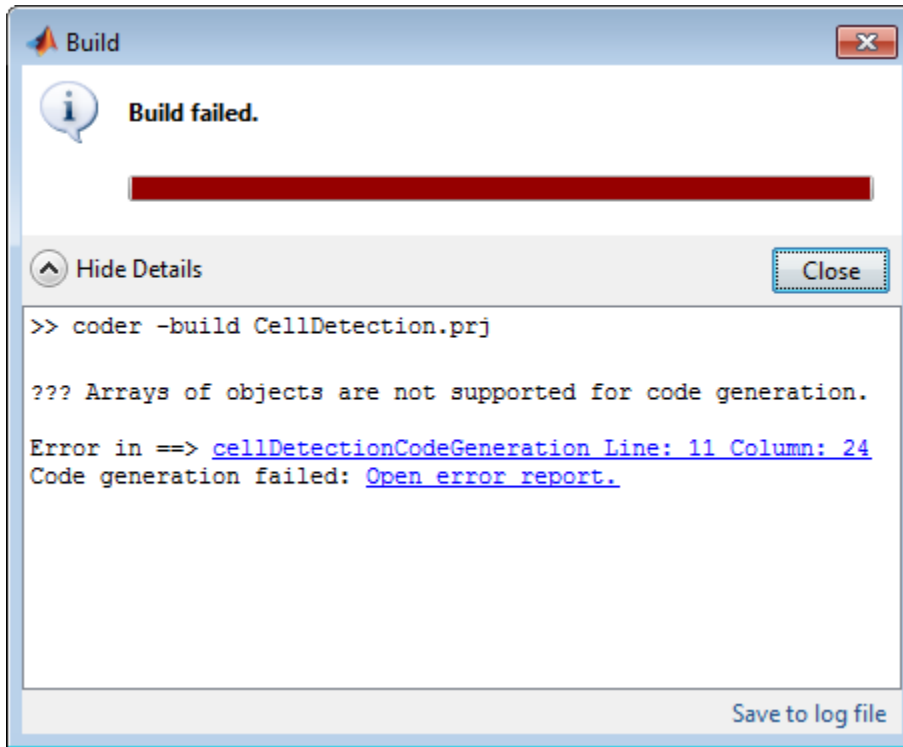 Build
Build failed.
Hide Details
Close
>> coder -build CellDetection.prj
??? Arrays of objects are not supported for code generation.
Error in ==> cellDetectionCodeGeneration Line: 11 Column: 24
Code generation failed: Open error report.
Save to log file